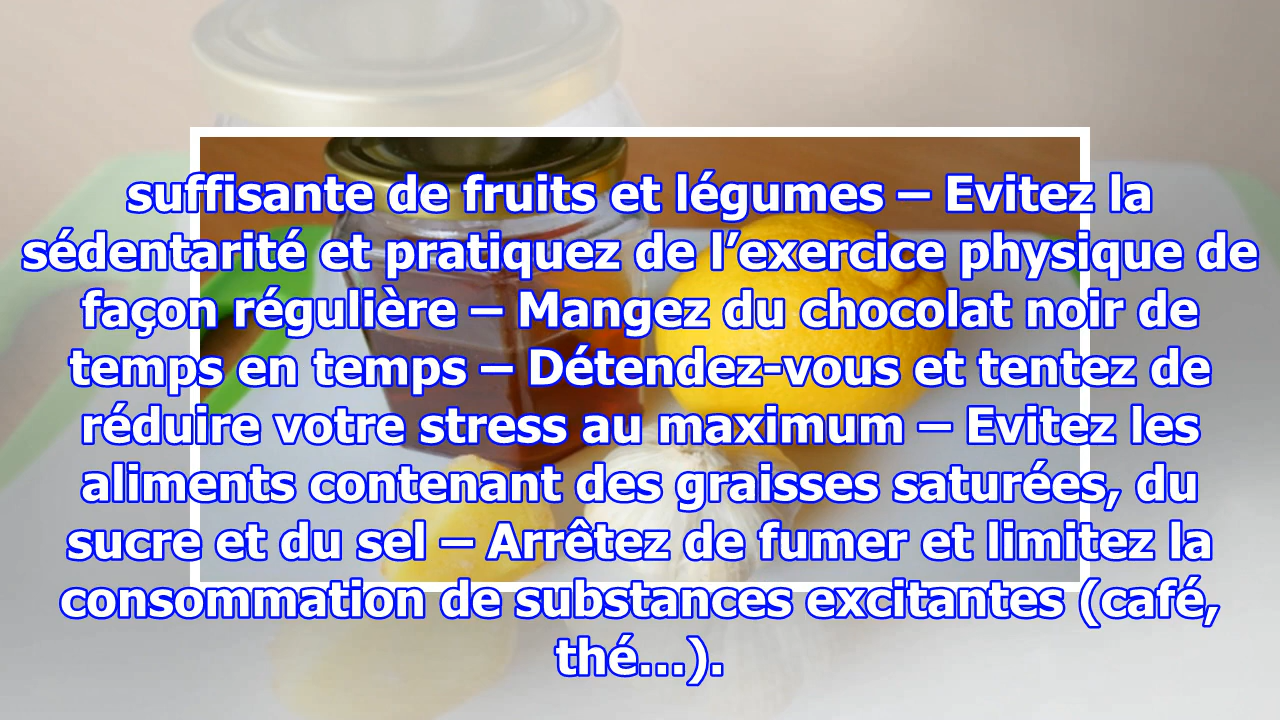 suffisante de fruits et légumes – Evitez la
sédentarité et pratiquez de l’exercice physique de
façon régulière – Mangez du chocolat noir de
temps en temps – Détendez-vous et tentez de
réduire votre stress au maximum – Evitez les
aliments contenant des graisses saturées, du
sucre et du sel – Arrêtez de fumer et limitez la
consommation de substances excitantes (café,
thé…).